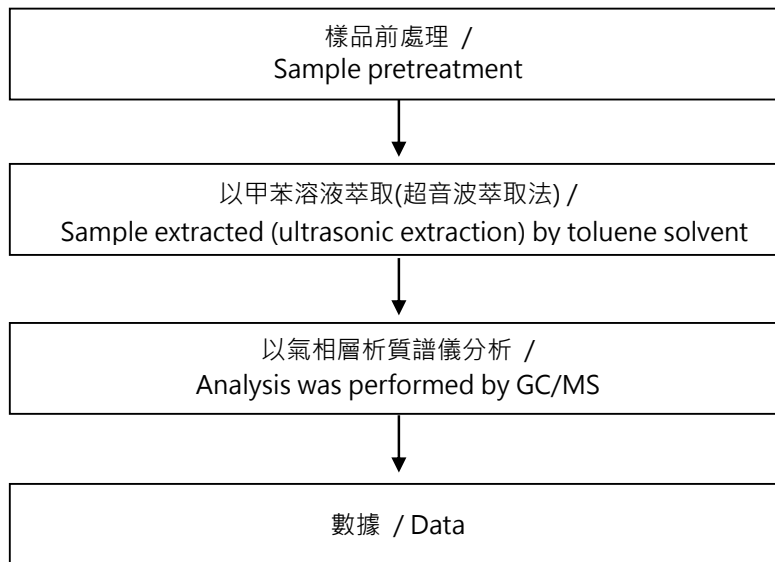 樣品前處理 /
Sample pretreatment
以甲苯溶液萃取(超音波萃取法) /
Sample extracted (ultrasonic extraction) by toluene solvent
以氣相層析質譜儀分析 /
Analysis was performed by GC/MS
數據 / Data